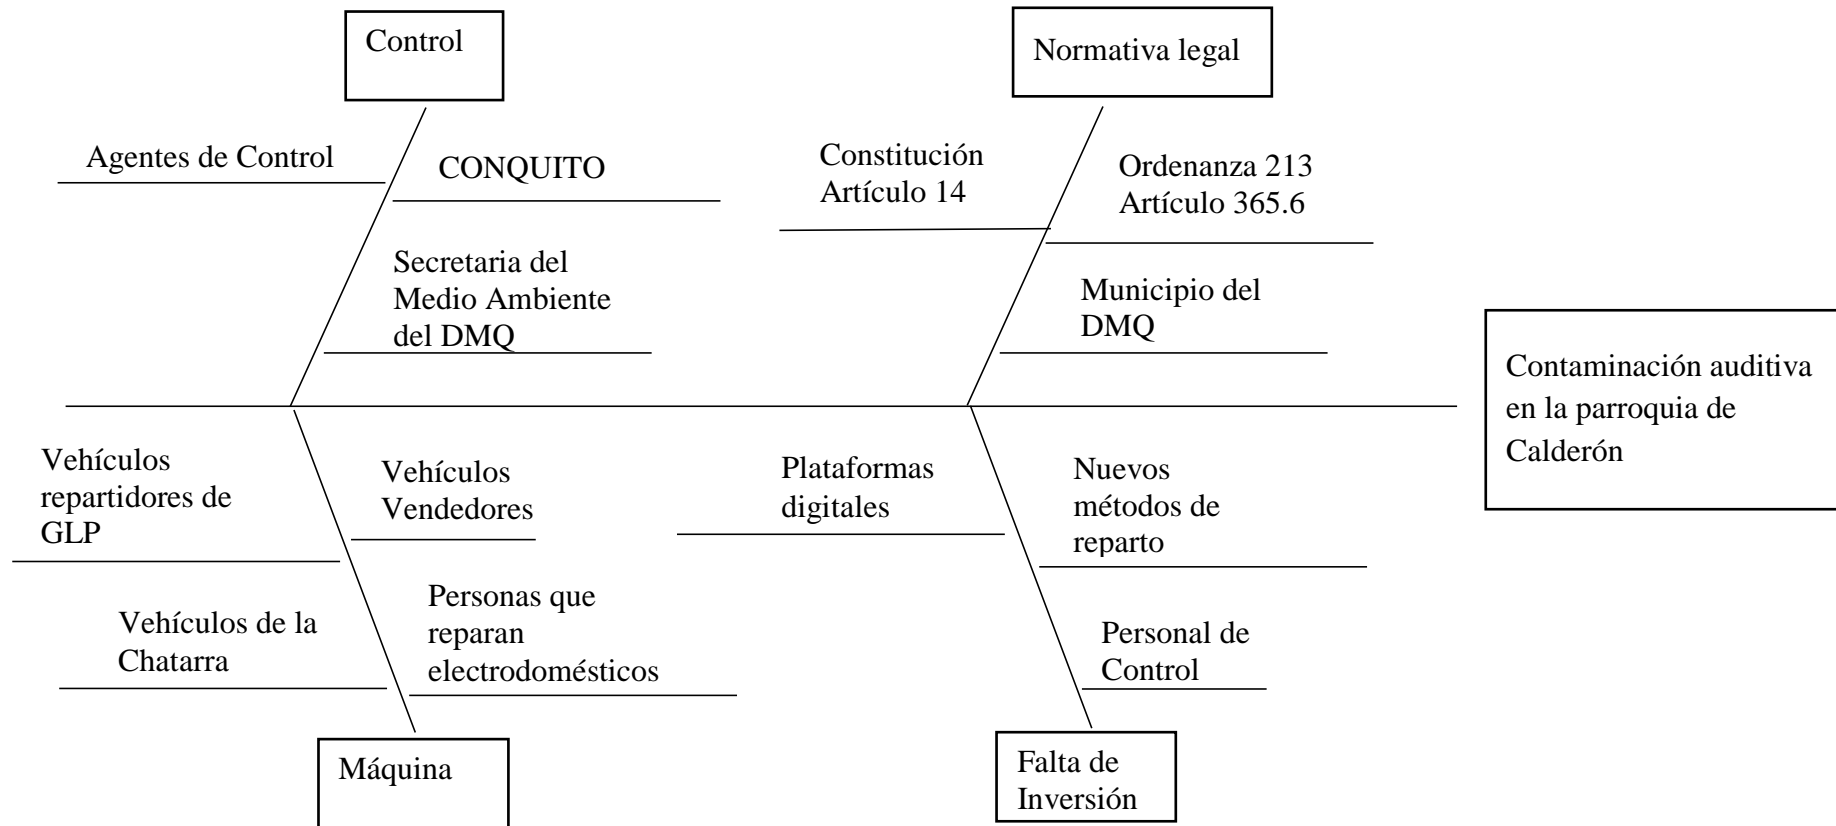 Control
Normativa legal
Agentes de Control
CONQUITO
Secretaria del
Medio Ambiente
del DMQ
Constitución
Artículo 14
Ordenanza 213
Artículo 365.6
Municipio del
DMQ
Contaminación auditiva
en la parroquia de
Calderón
Vehículos
repartidores de
GLP
Vehículos
Vendedores
Vehículos de la
Chatarra
Personas que
reparan
electrodomésticos
Plataformas
digitales
Nuevos
métodos de
reparto
Personal de
Control
Máquina
Falta de
Inversión